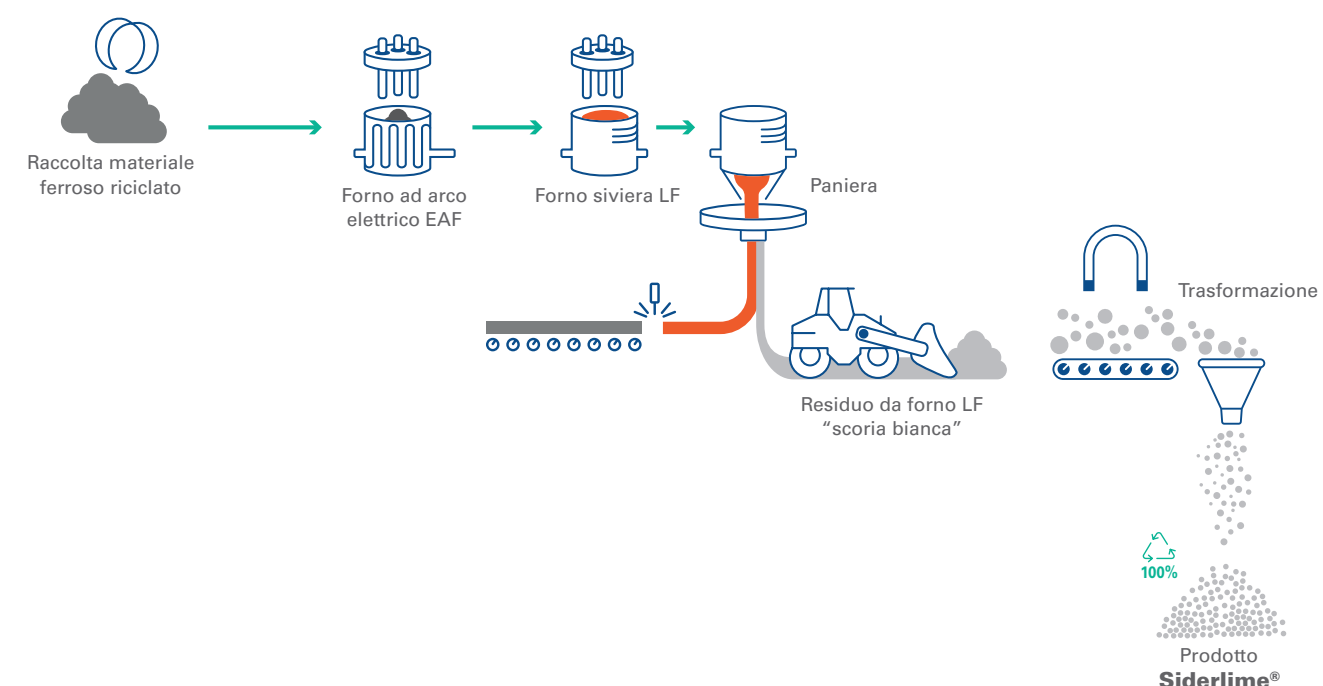 Raccolta materiale
ferroso riciclato
Forno ad arco
elettrico EAF
Forno siviera LF
Paniera
Trasformazione
Residuo da forno LF
“scoria bianca”
100%
Prodotto
Siderlime®